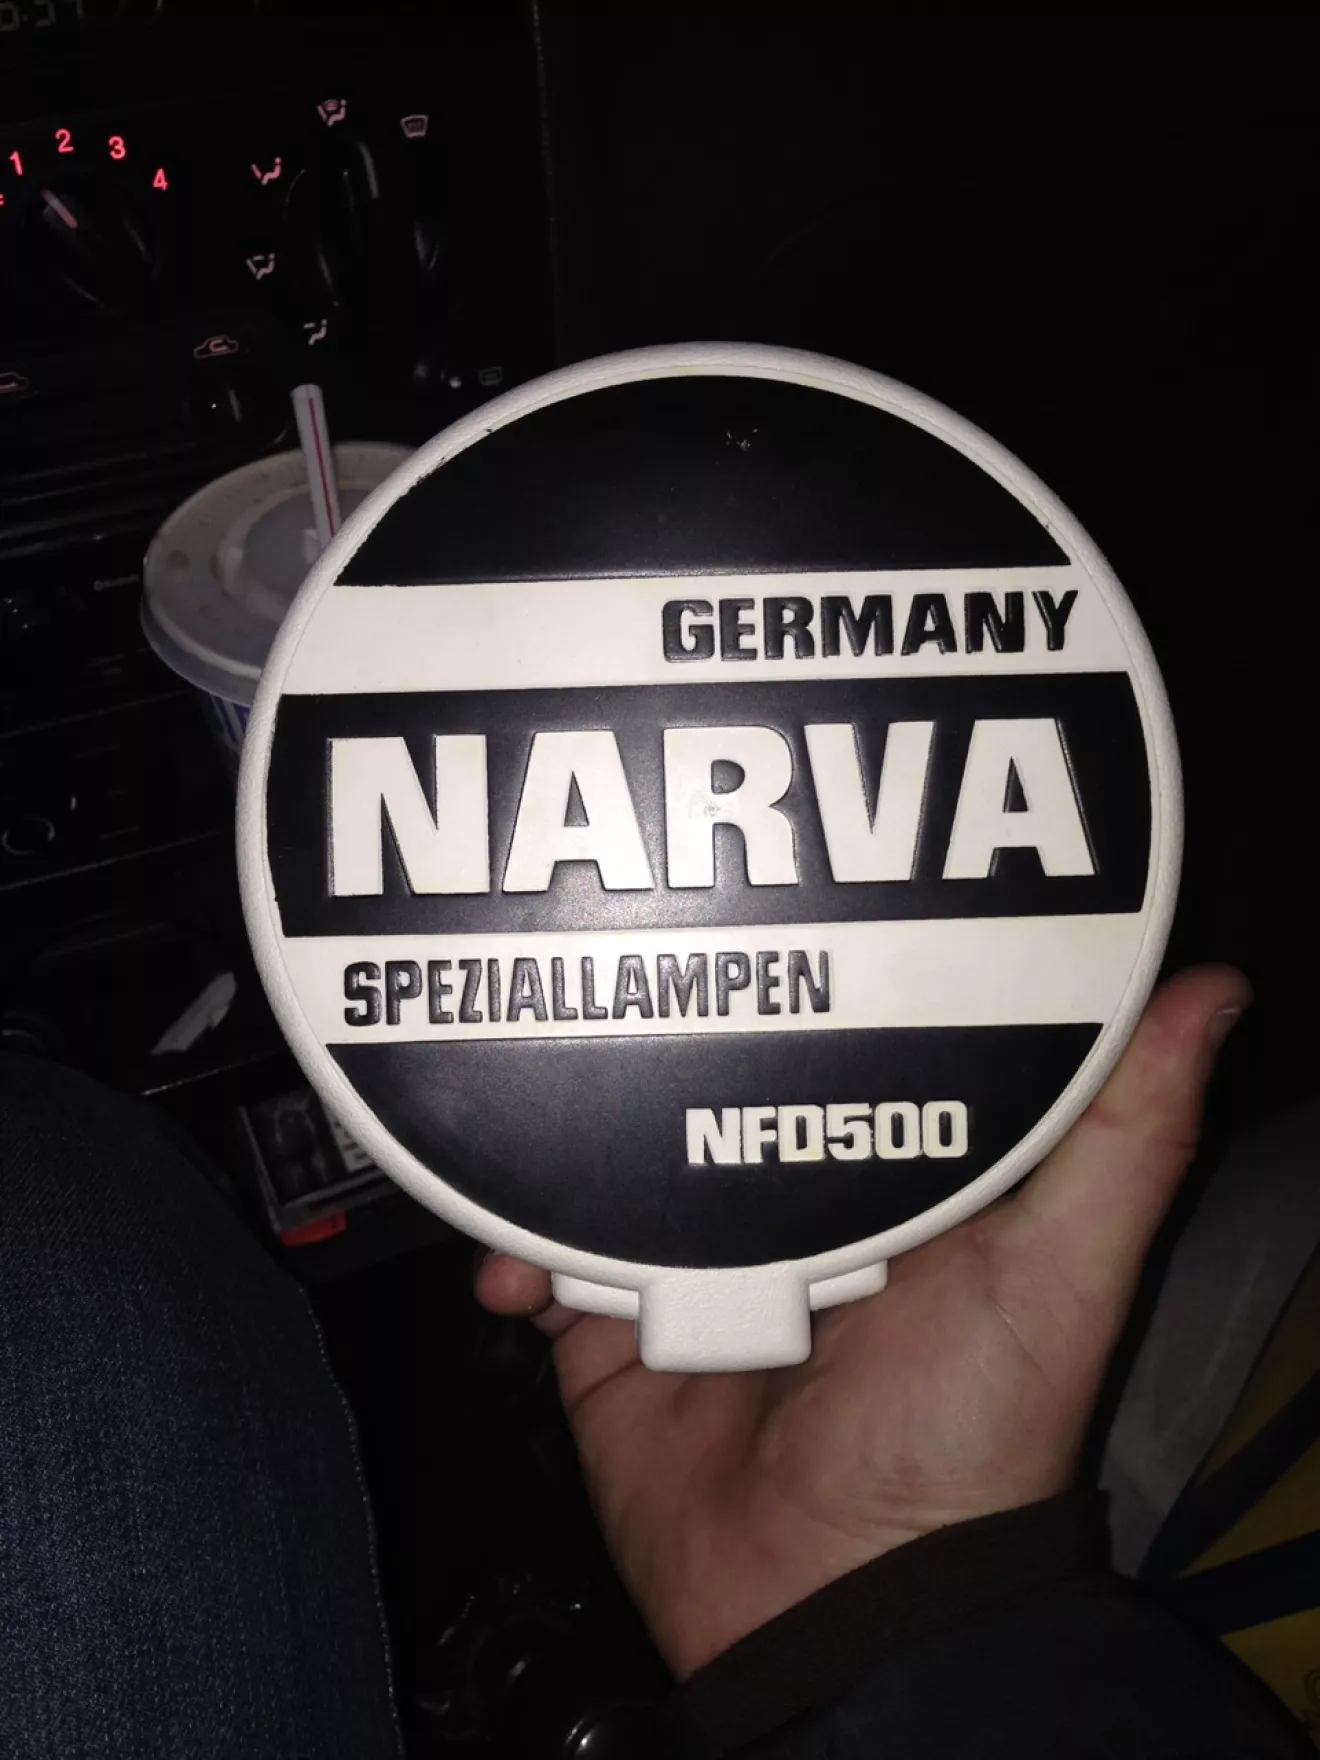 1 2 3 4
GERMANY
NARVA
SPEZIALLAMPEN
NFD500